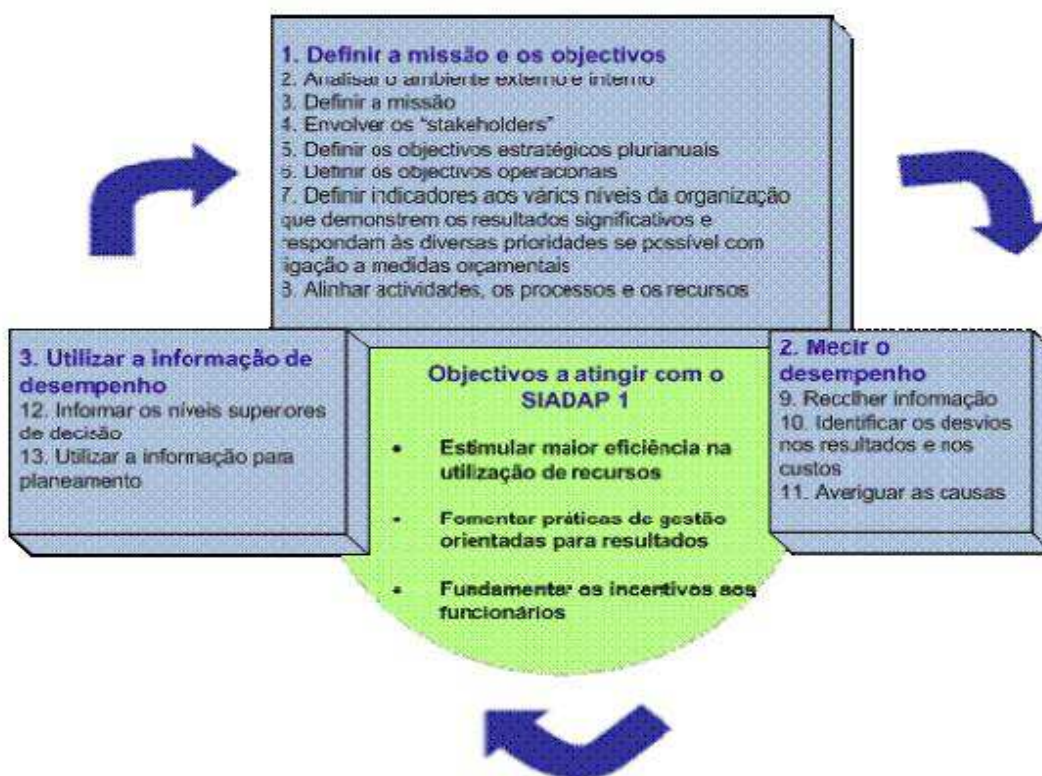 1. Definir a missão e os objectivos
2. Analisar o ambiente externo e interno
3. Definir a missão
4. Envolver os "stakeholders"
5. Definir os objectivos estratégicos plurianuais
6. Definir os objectivos operacionais
7. Definir indicadores aos vários níveis da organização
que demonstrem os resultados significativos e
respondam às diversas prioridades se possível com
ligação a medidas orçamentais
8. Alinhar actividades, os processos e os recursos
3. Utilizar a informação de
desempenho
12. Informar os níveis superores
de decisão
13. Utilizar a informação para
planeamento
Objectivos a atingir com o
SIADAP 1
• Estimular maior eficiência na
utilização de recursos
• Fomentar práticas de gestão
orientadas para resultados
• Fundamentar os incentivos aos
funcionários
2. Medir o
desempenho
9. Recolher informação
10. Identificar os desvios
nos resultados e nos
custos
11. Averiguar as causas